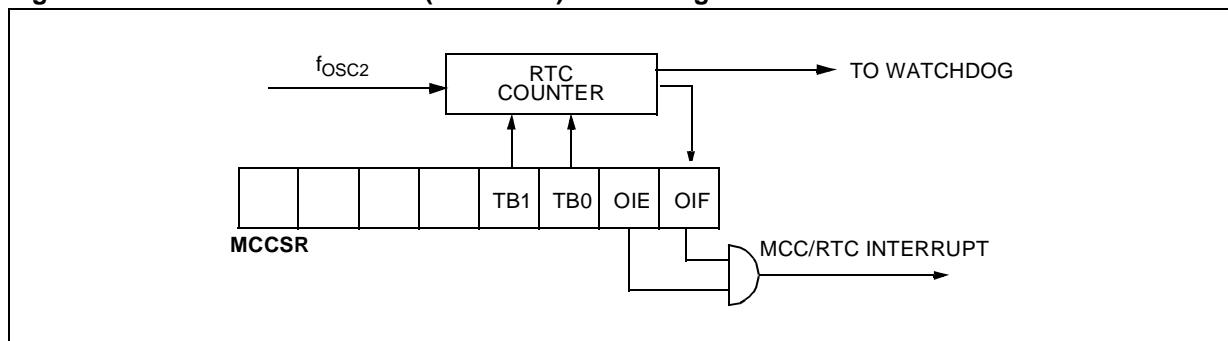 fOSC2
RTC
COUNTER
TO WATCHDOG
TB1 TB0 OIE OIF
MCCSR
MCC/RTC INTERRUPT